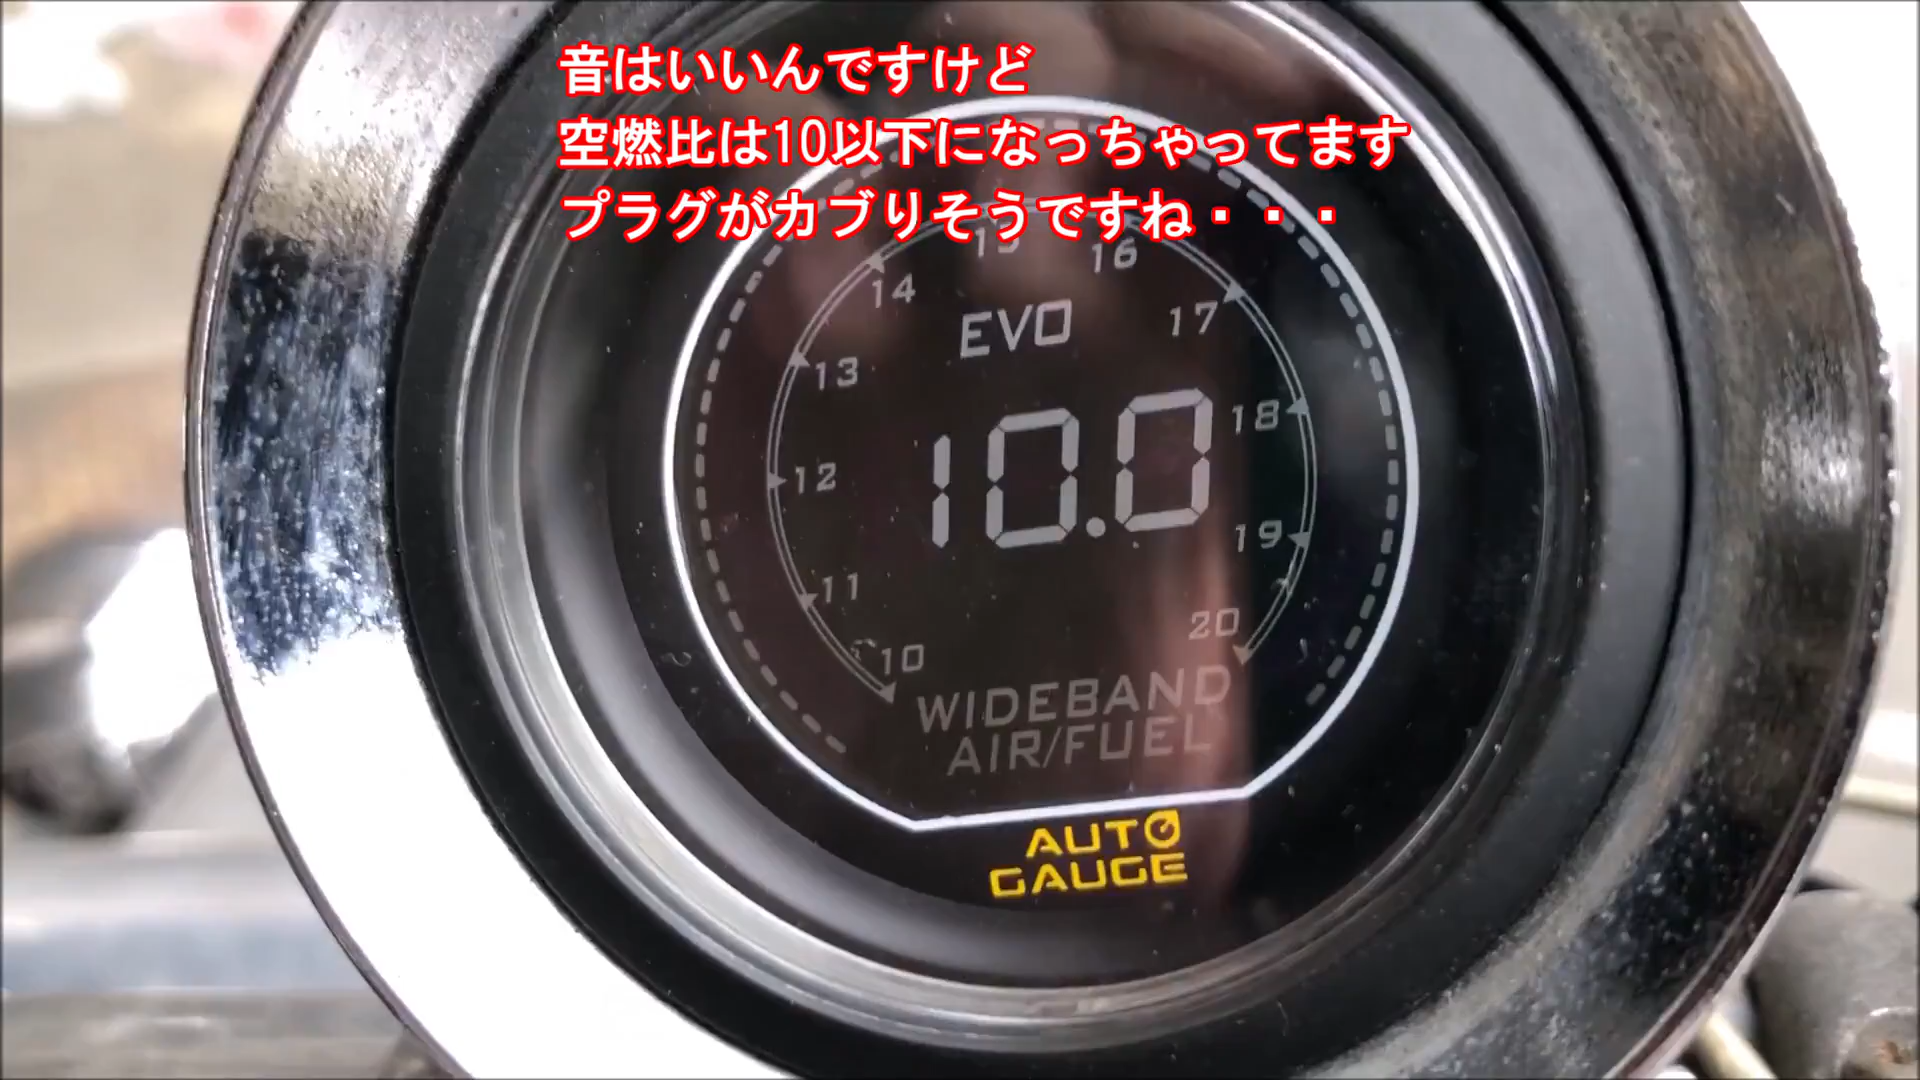 音はいいんですけど
空燃比は10以下になっちゃってます
プラグがカブりそうですね・・・
15
16
14
17
EVO
13
10.0
18
12
19
11
20
10
WIDEBAND
AIR/FUEL
AUTO
GAUGE